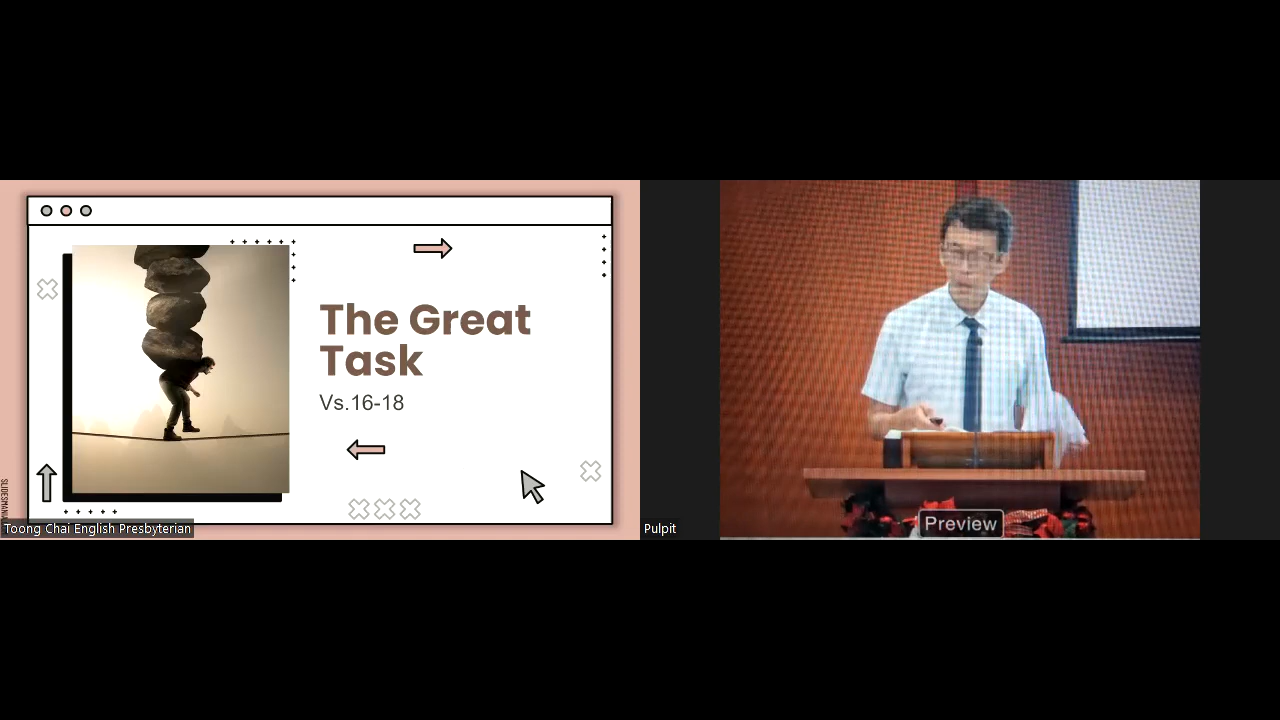 The Great
Task
Vs.16-18
Toong Chai English Presbyterian
Pulpit
Preview